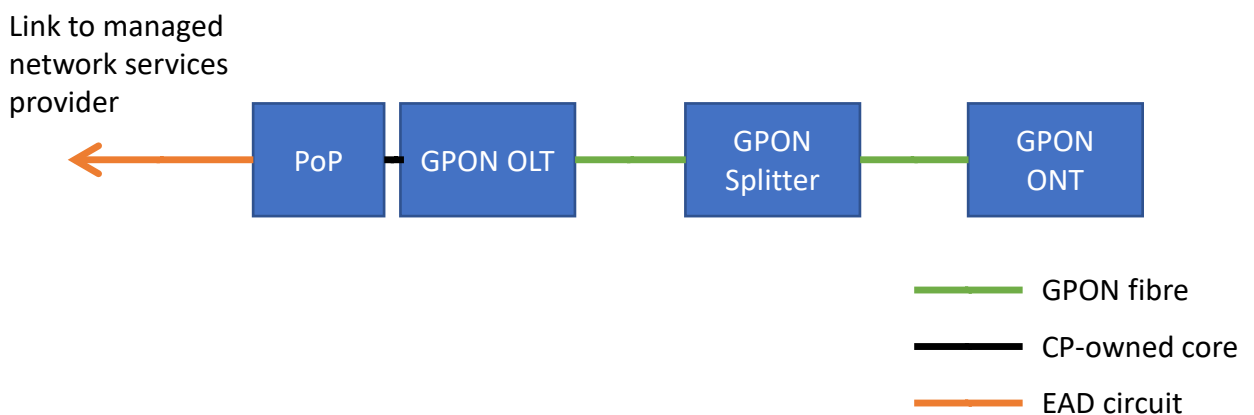 Link to managed
network services
provider
PoP
GPON OLT
GPON
Splitter
GPON
ONT
GPON fibre
CP-owned core
EAD circuit